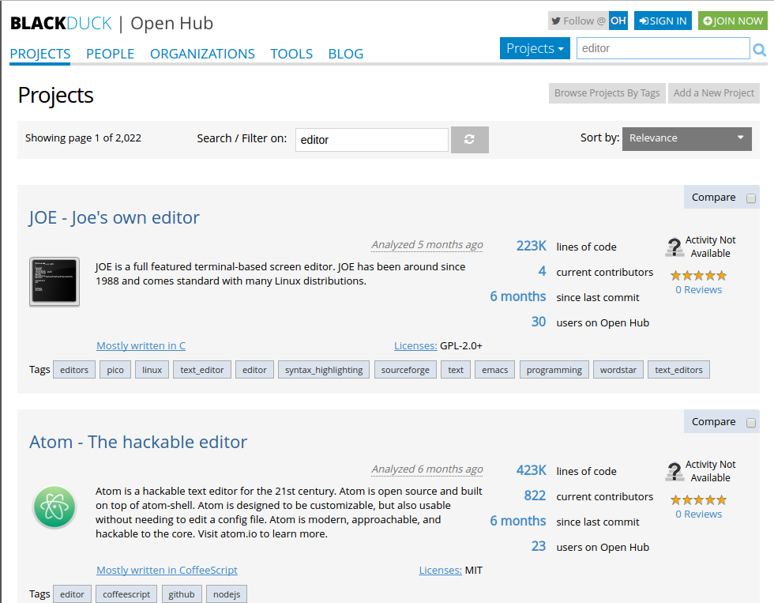 BLACKDUCK | Open Hub
Follow @ OH
SIGN IN
JOIN NOW
PROJECTS PEOPLE ORGANIZATIONS TOOLS BLOG
Projects
editor
Projects
Browse Projects By Tags
Add a New Project
Showing page 1 of 2,022
Search / Filter on: editor
Sort by: Relevance
Compare
JOE - Joe's own editor
Analyzed 5 months ago
JOE is a full featured terminal-based screen editor. JOE has been around since
1988 and comes standard with many Linux distributions.
223K lines of code
4 current contributors
6 months since last commit
30 users on Open Hub
Activity Not
Available
0 Reviews
Mostly written in C
Licenses: GPL-2.0+
Tags editors pico linux text_editor editor syntax_highlighting sourceforge text emacs programming wordstar text_editors
Compare
Atom - The hackable editor
Analyzed 6 months ago
Atom is a hackable text editor for the 21st century. Atom is open source and built
on top of atom-shell. Atom is designed to be customizable, but also usable
without needing to edit a config file. Atom is modern, approachable, and
hackable to the core. Visit atom.io to learn more.
423K lines of code
822 current contributors
6 months since last commit
23 users on Open Hub
Activity Not
Available
0 Reviews
Mostly written in CoffeeScript
Licenses: MIT
Tags editor coffeescript github nodejs